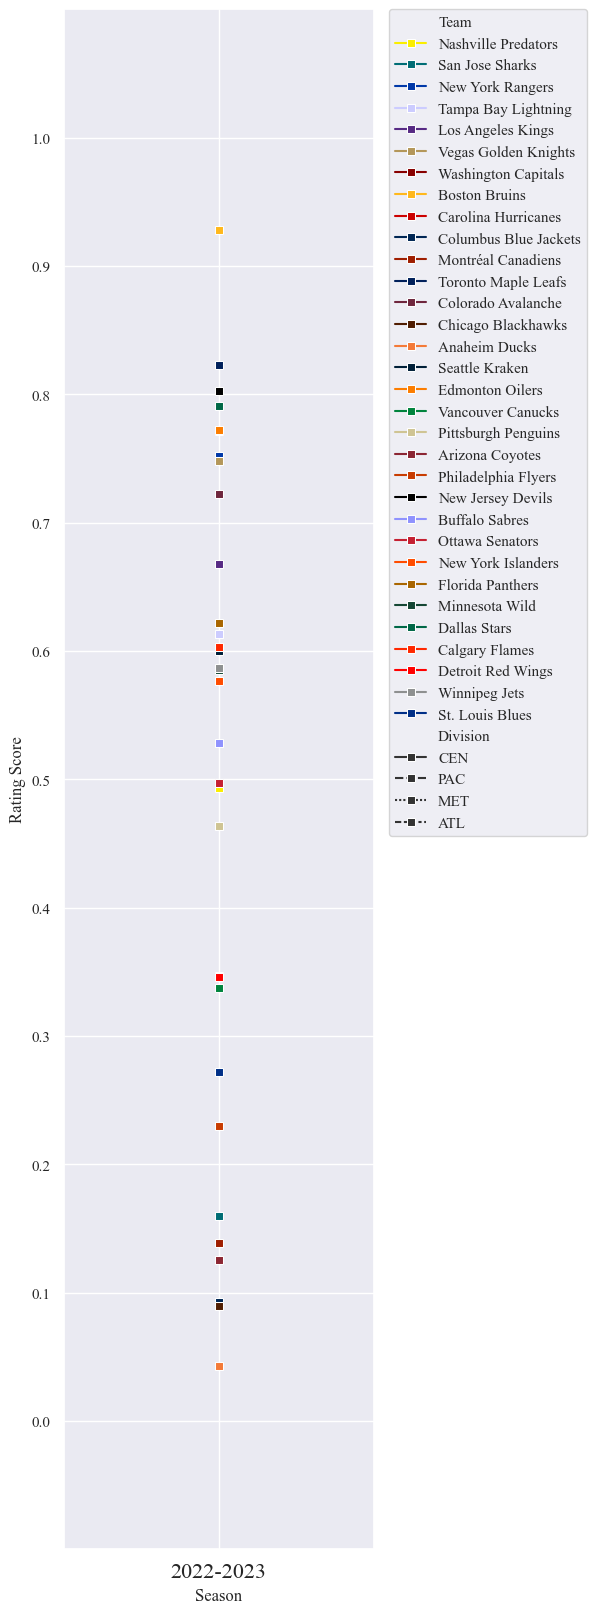 Team
Nashville Predators
San Jose Sharks
New York Rangers
Tampa Bay Lightning
Los Angeles Kings
Vegas Golden Knights
Washington Capitals
Boston Bruins
Carolina Hurricanes
Columbus Blue Jackets
Montréal Canadiens
Toronto Maple Leafs
Colorado Avalanche
Chicago Blackhawks
Anaheim Ducks
Seattle Kraken
Edmonton Oilers
Vancouver Canucks
Pittsburgh Penguins
Arizona Coyotes
Philadelphia Flyers
New Jersey Devils
Buffalo Sabres
Ottawa Senators
New York Islanders
Florida Panthers
Minnesota Wild
Dallas Stars
Calgary Flames
Detroit Red Wings
Winnipeg Jets
St. Louis Blues
Division
CEN
PAC
MET
ATL
1.0
0.9
0.8
0.7
0.6
0.5
0.4
0.3
0.2
0.1
0.0
Rating Score
2022-2023
Season